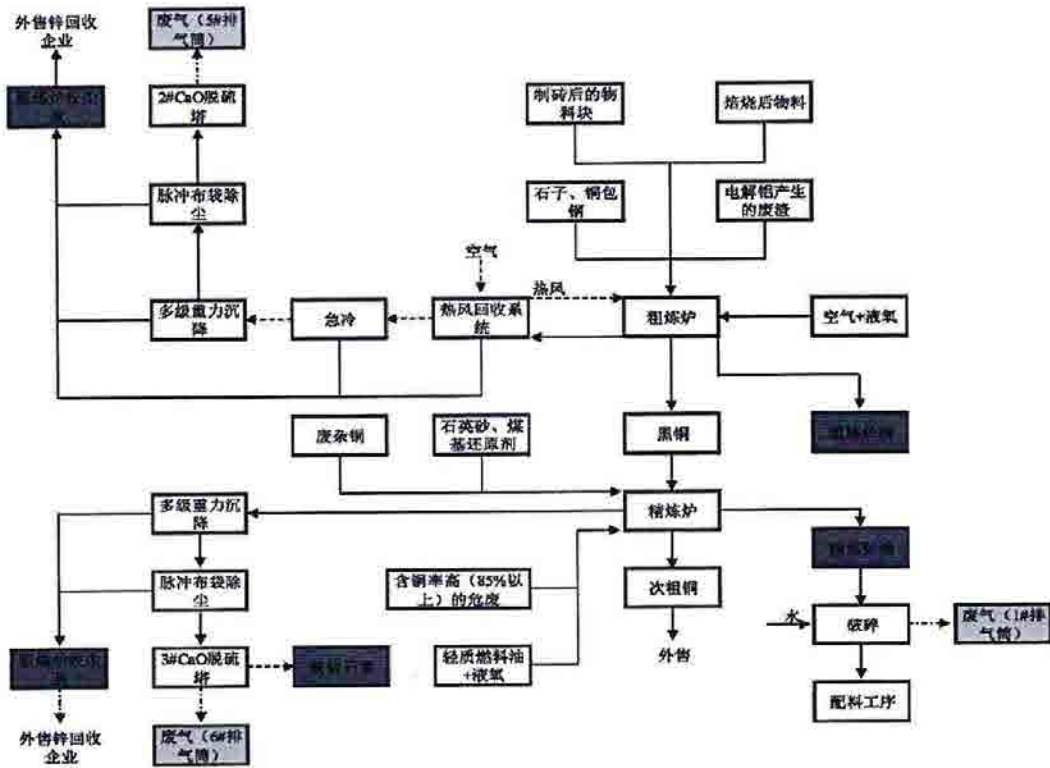 外售锌回收
企业
废气（5#排
气筒）
2#CaO脱硫
塔
制砖后的物
料块
焙烧后物料
脉冲布袋除
尘
石子、铜包
钢
电解铝产生
的废渣
空气
热风
多级重力沉
降
急冷
热风回收系
统
粗炼炉
空气+液氧
废杂铜
石英砂、煤
基还原剂
黑铜
多级重力沉
降
精炼炉
脉冲布袋除
尘
含铜率高（85%以
上）的危废
次粗铜
水
破碎
废气（1#排
气筒）
3#CaO脱硫
塔
轻质燃料油
+液氧
外售
配料工序
外售锌回收
企业
废气（6#排
气筒）